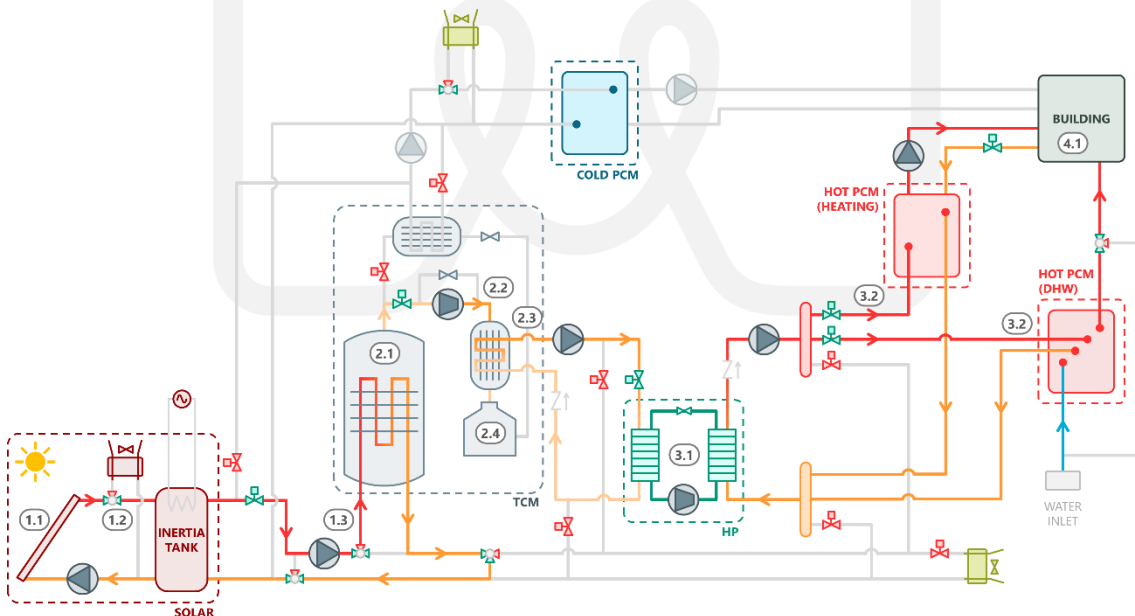 COLD PCM
BUILDING
4.1
HOT PCM
(HEATING)
HOT PCM
(DHW)
3.2
3.2
2.2
2.3
2.1
2.4
3.1
TCM
HP
WATER
INLET
1.1
1.2
1.3
INERTIA
TANK
SOLAR